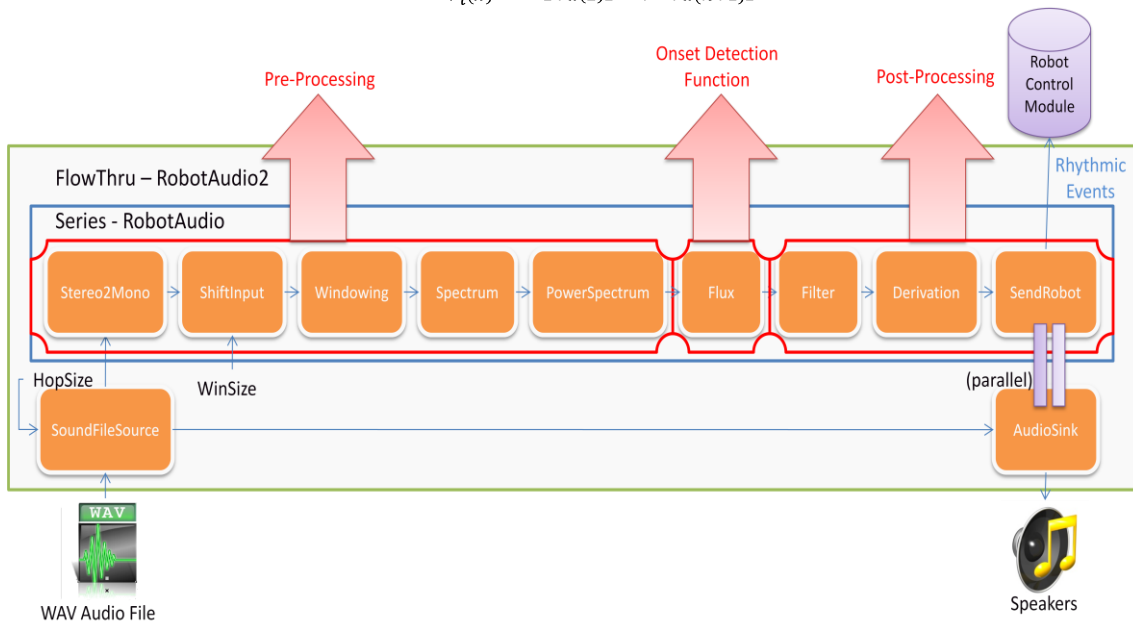 Onset Detection
Function
Pre-Processing
Post-Processing
Robot
Control
Module
FlowThru – RobotAudio2
Rhythmic
Events
Series - RobotAudio
Stereo2Mono
ShiftInput
Windowing
Spectrum
PowerSpectrum
Flux
Filter
Derivation
SendRobot
HopSize
WinSize
(parallel)
SoundFileSource
AudioSink
WAV
WAV Audio File
Speakers